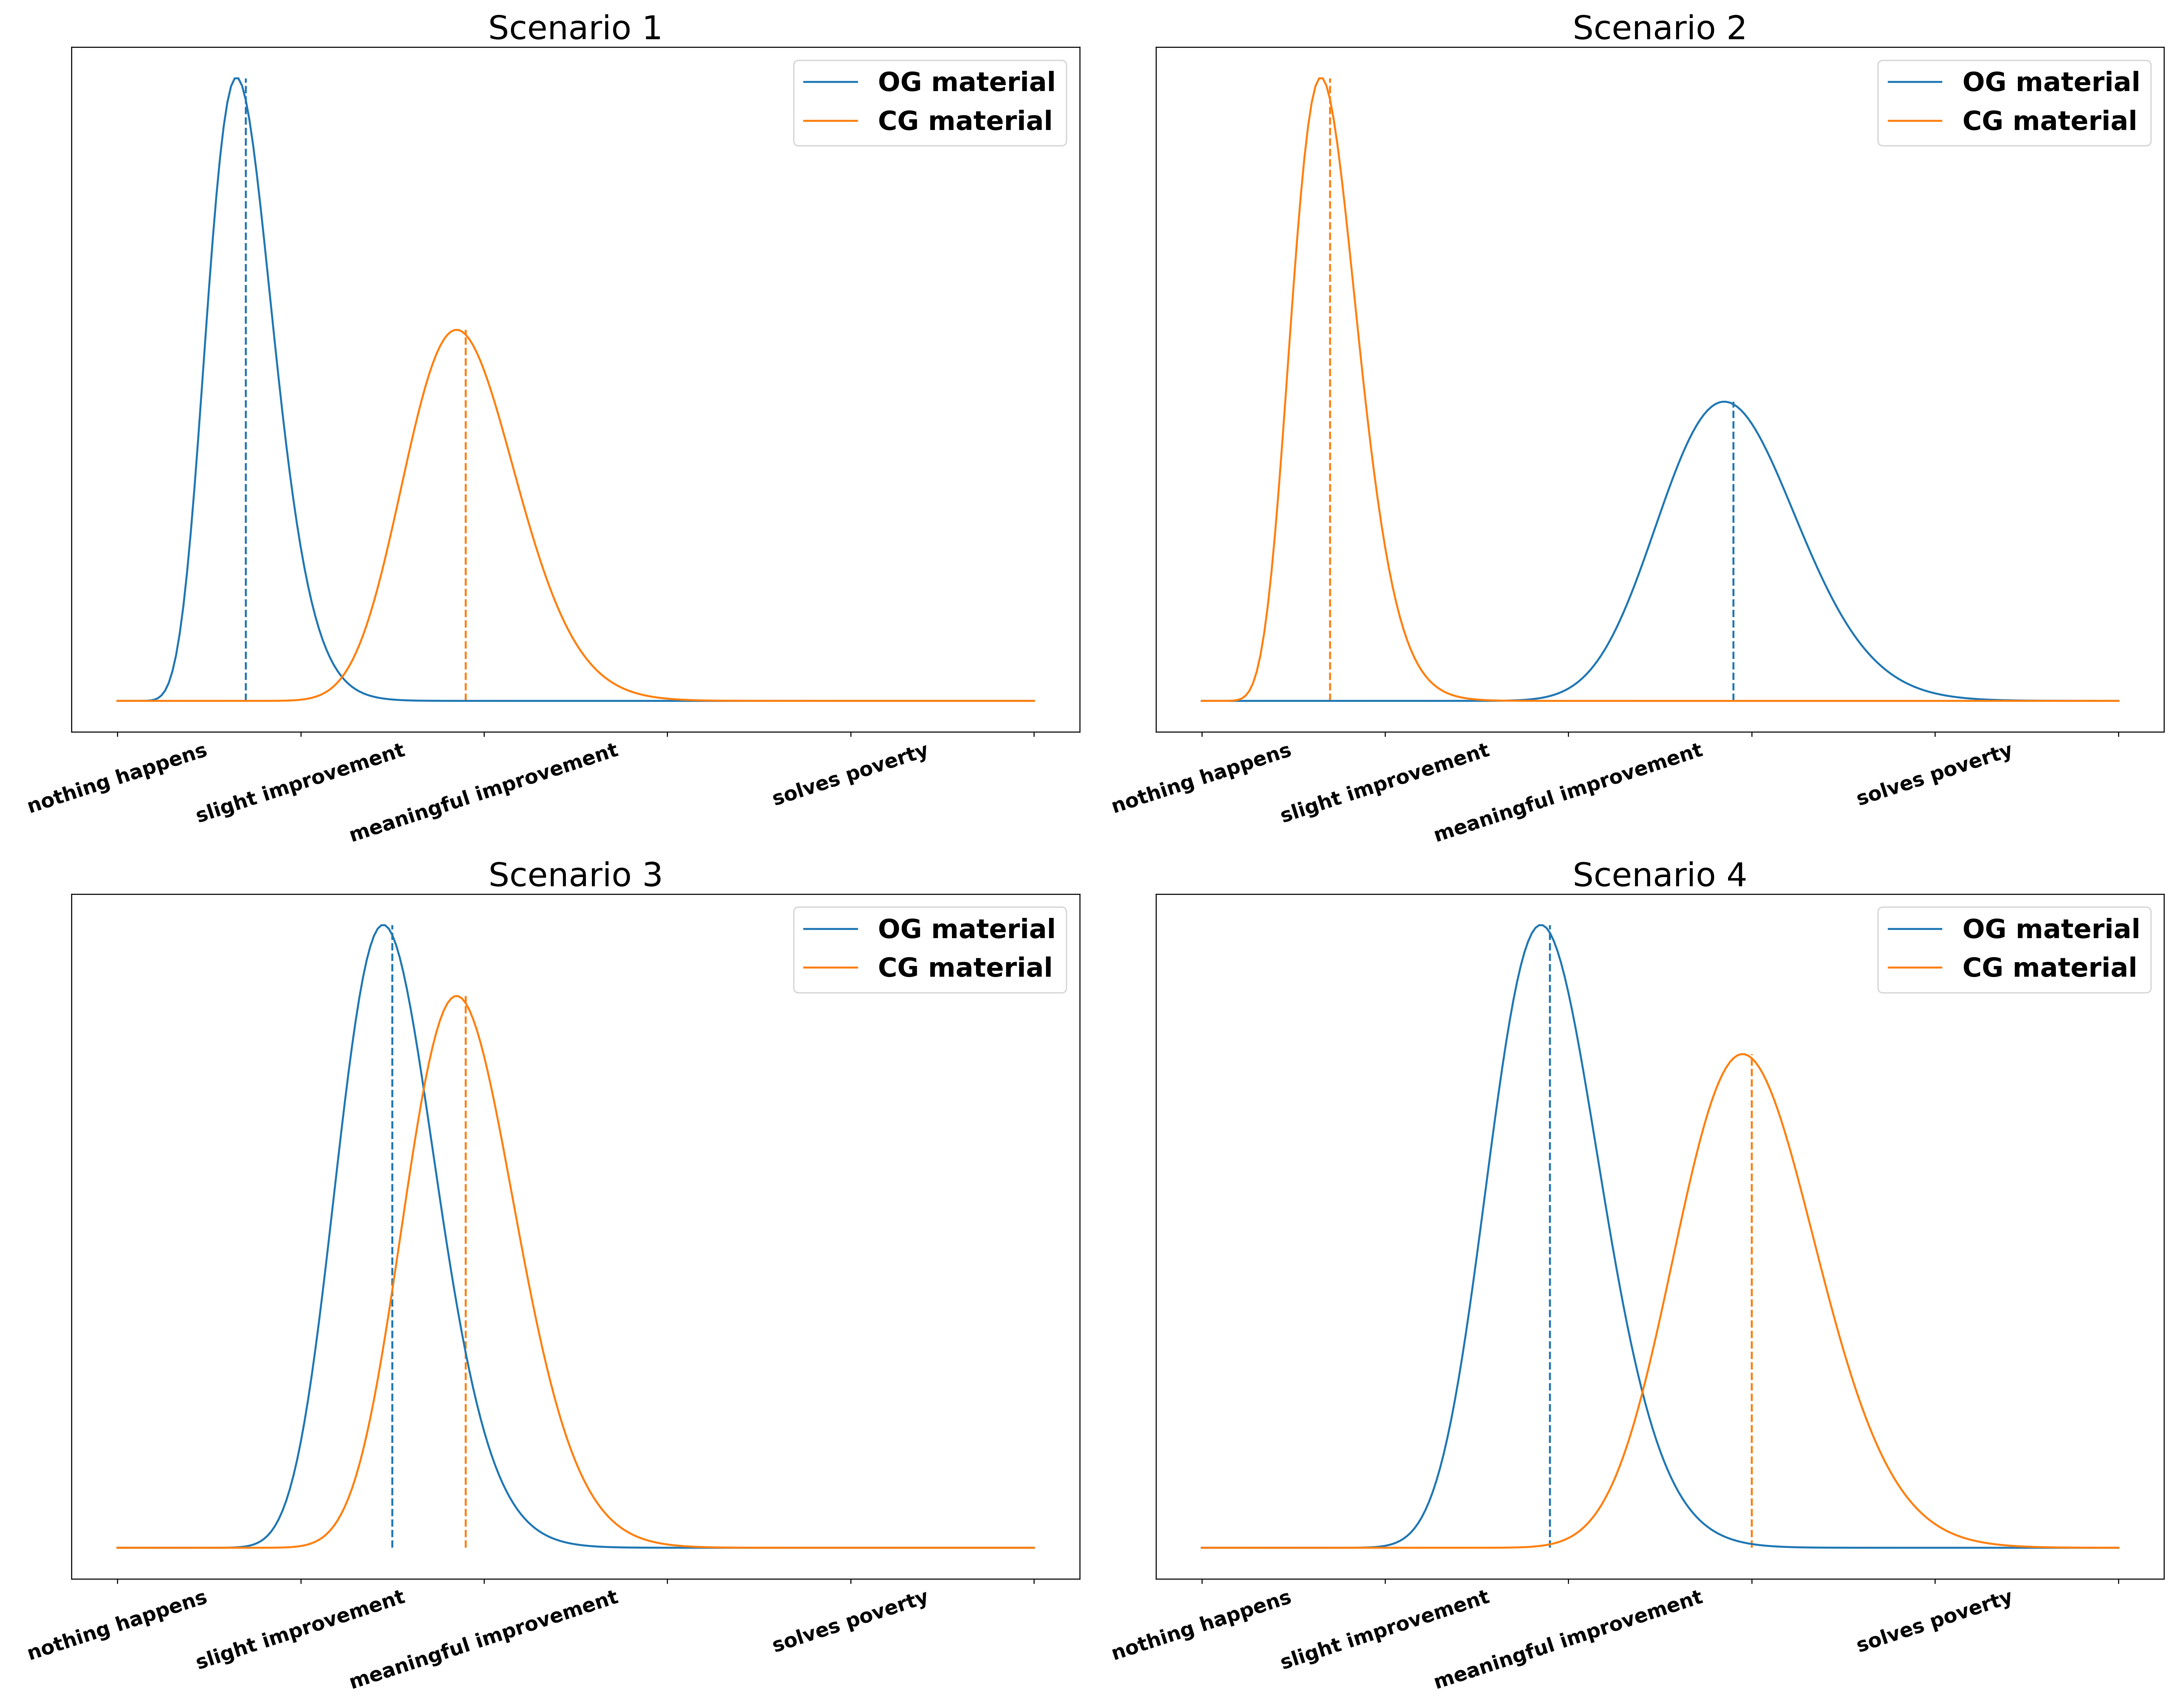 Scenario 1
OG material
CG material
nothing happens
slight improvement
meaningful improvement
solves poverty
Scenario 2
OG material
CG material
nothing happens
slight improvement
meaningful improvement
solves poverty
Scenario 3
OG material
CG material
nothing happens
slight improvement
meaningful improvement
solves poverty
Scenario 4
OG material
CG material
nothing happens
slight improvement
meaningful improvement
solves poverty